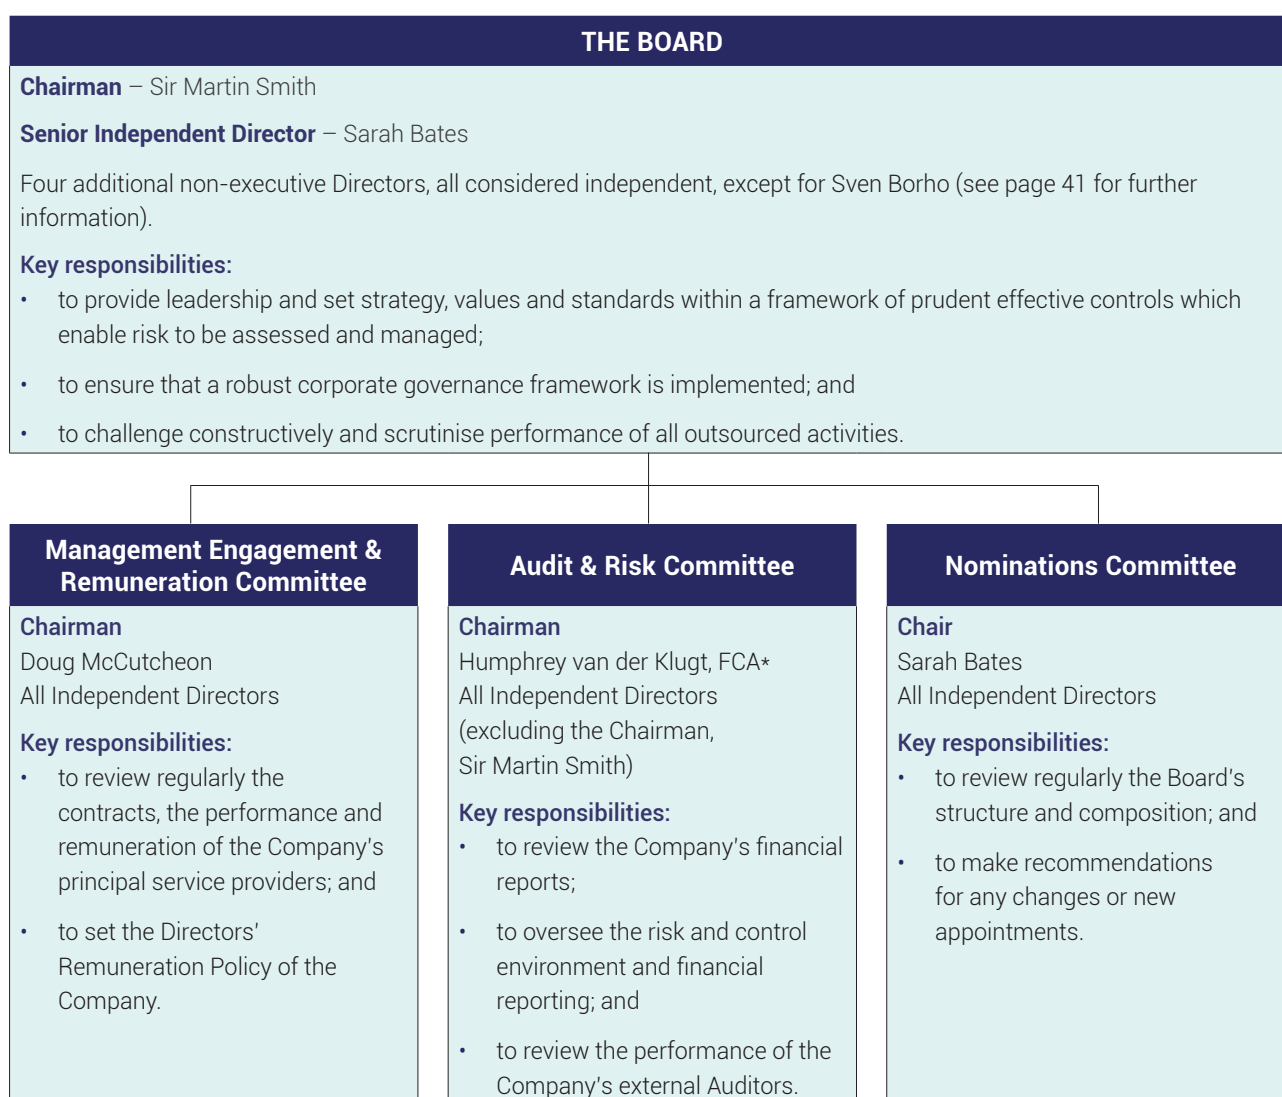 THE BOARD
Chairman – Sir Martin Smith
Senior Independent Director – Sarah Bates
Four additional non-executive Directors, all considered independent, except for Sven Borho (see page 41 for further
information).
Key responsibilities:
• to provide leadership and set strategy, values and standards within a framework of prudent effective controls which
enable risk to be assessed and managed;
• to ensure that a robust corporate governance framework is implemented; and
• to challenge constructively and scrutinise performance of all outsourced activities.
Management Engagement &
Remuneration Committee
Chairman
Doug McCutcheon
All Independent Directors
Key responsibilities:
• to review regularly the
contracts, the performance and
remuneration of the Company's
principal service providers; and
• to set the Directors'
Remuneration Policy of the
Company.
Audit & Risk Committee
Chairman
Humphrey van der Klugt, FCA*
All Independent Directors
(excluding the Chairman,
Sir Martin Smith)
Key responsibilities:
• to review the Company's financial
reports;
• to oversee the risk and control
environment and financial
reporting; and
• to review the performance of the
Company's external Auditors.
Nominations Committee
Chair
Sarah Bates
All Independent Directors
Key responsibilities:
• to review regularly the Board's
structure and composition; and
• to make recommendations
for any changes or new
appointments.